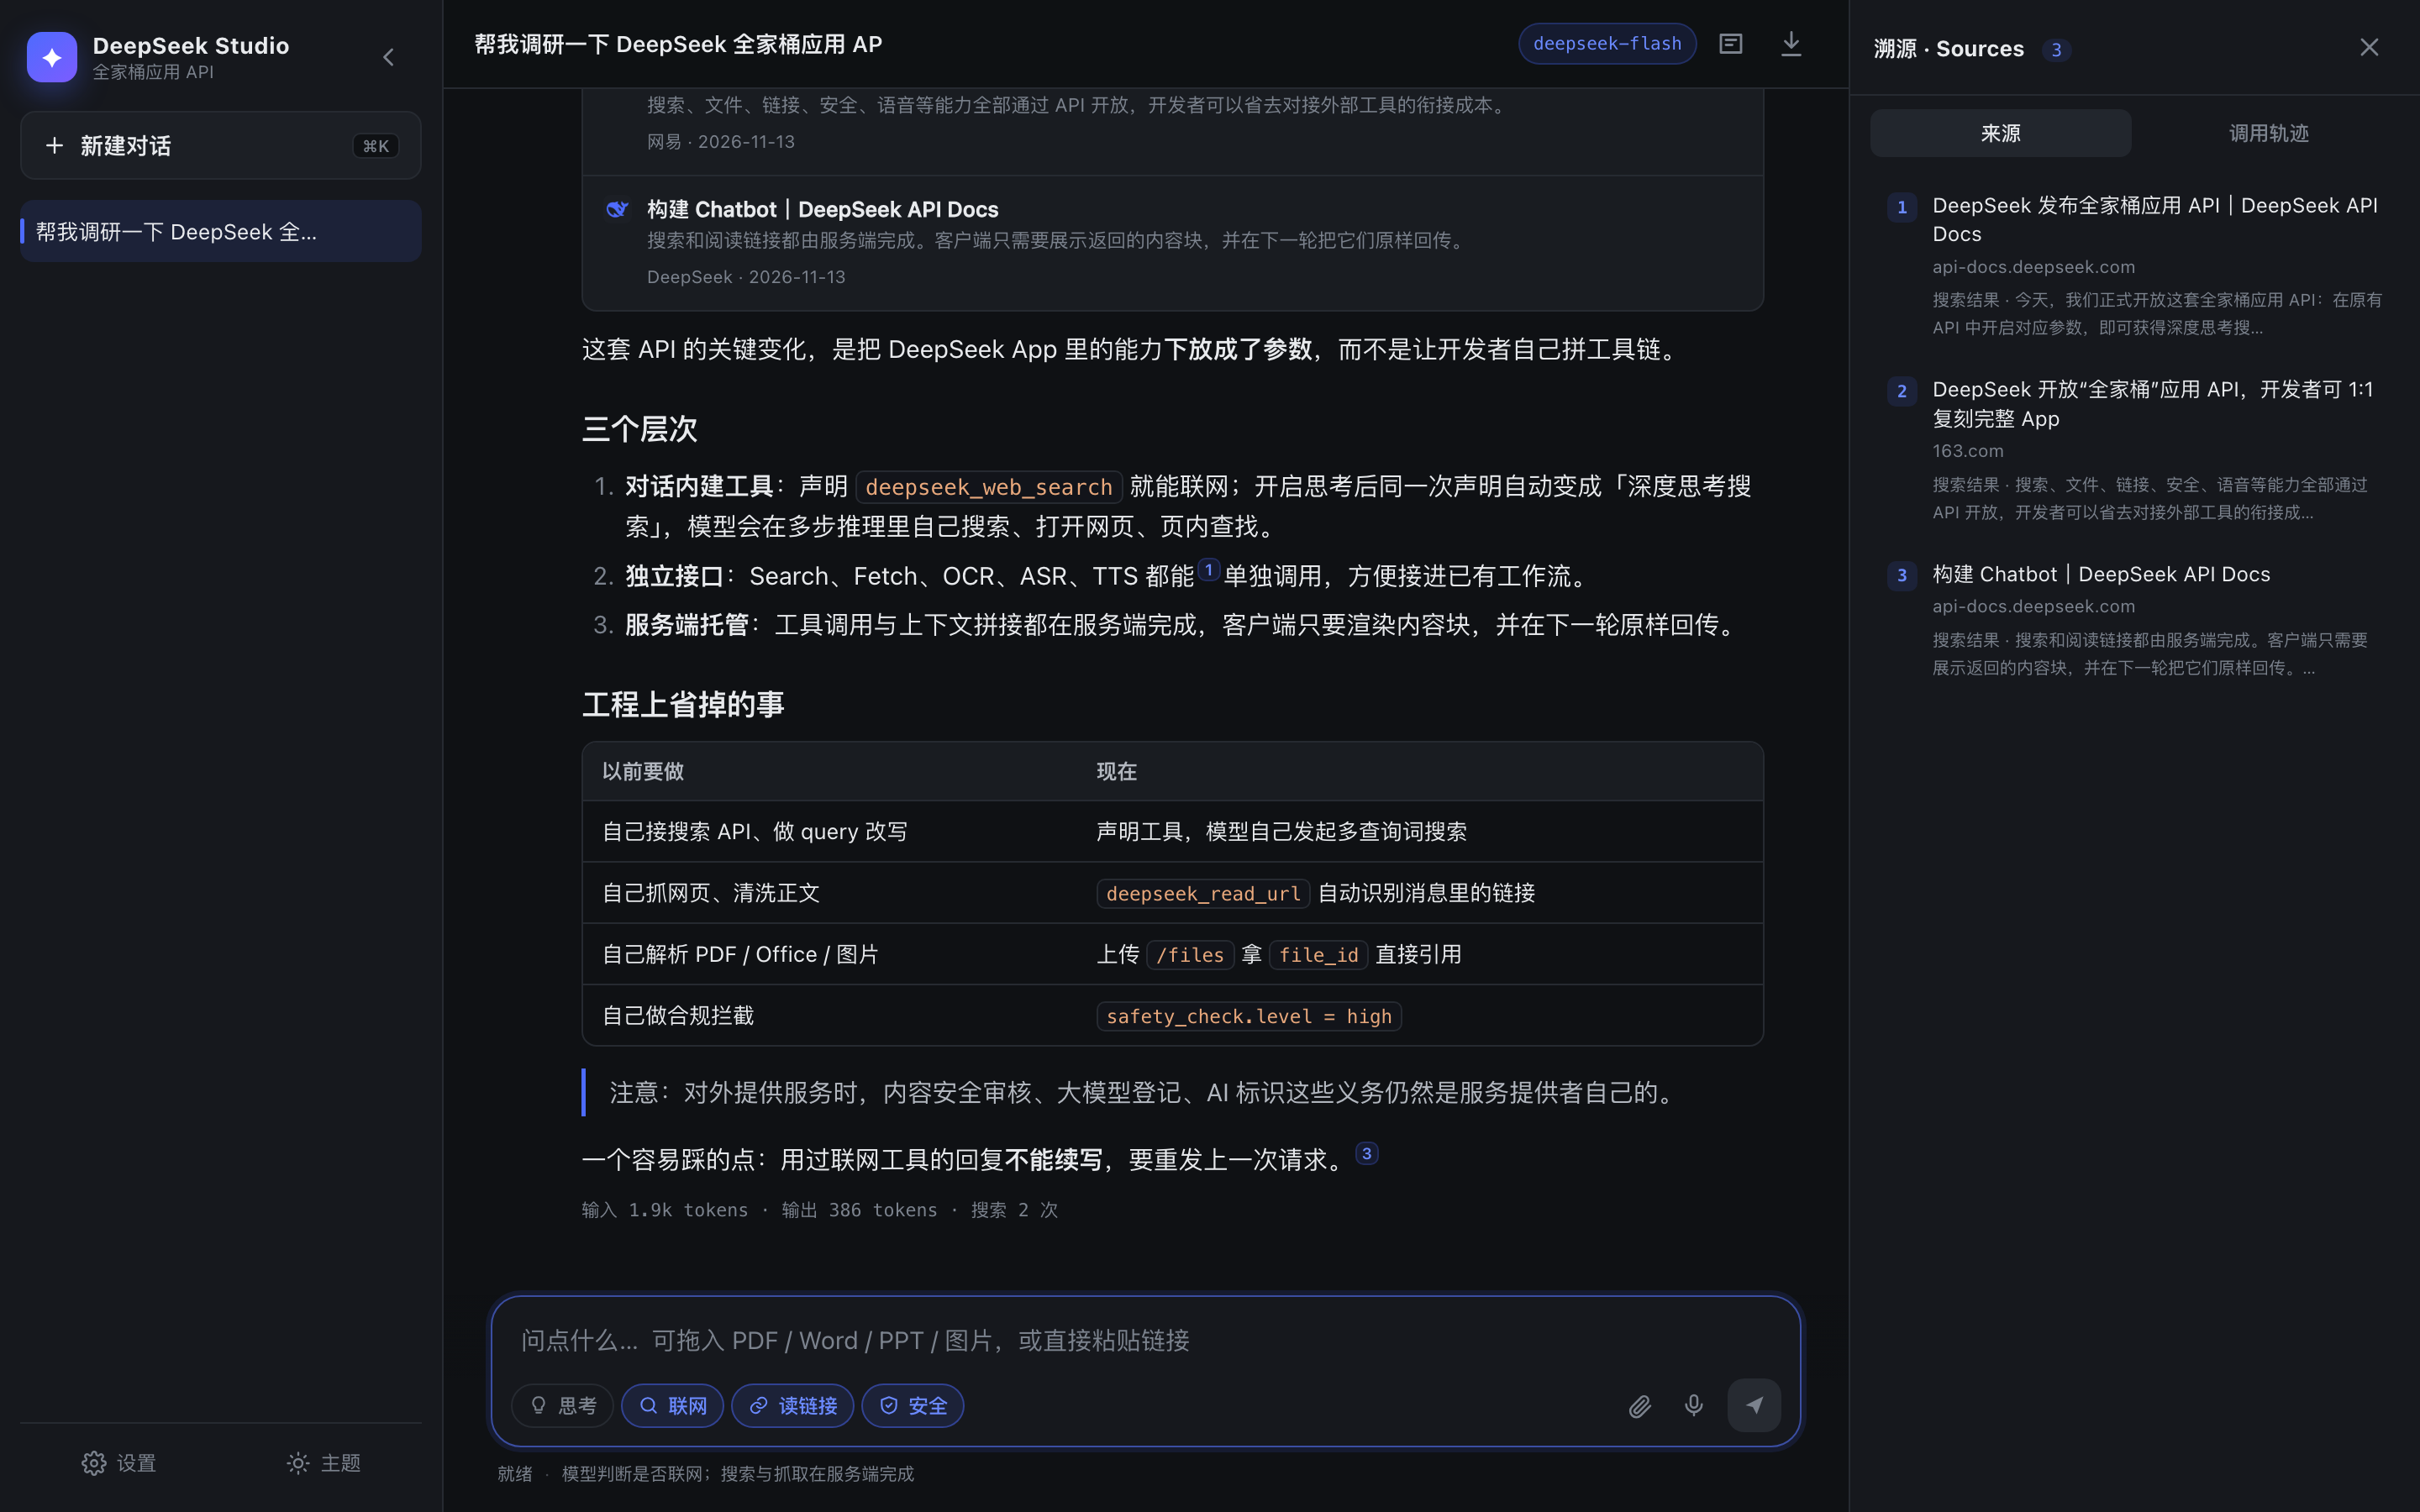 DeepSeek Studio
全家桶应用 API
新建对话
⌘K
帮我调研一下 DeepSeek 全...
设置
主题
帮我调研一下 DeepSeek 全家桶应用 AP
deepseek-flash
搜索、文件、链接、安全、语音等能力全部通过 API 开放，开发者可以省去对接外部工具的衔接成本。
网易 · 2026-11-13
构建 Chatbot | DeepSeek API Docs
搜索和阅读链接都由服务端完成。客户端只需要展示返回的内容块，并在下一轮把它们原样回传。
DeepSeek · 2026-11-13
这套 API 的关键变化，是把 DeepSeek App 里的能力下放成了参数，而不是让开发者自己拼工具链。
三个层次
1. 对话内建工具：声明 deepseek_web_search 就能联网；开启思考后同一次声明自动变成「深度思考搜
索」，模型会在多步推理里自己搜索、打开网页、页内查找。
2. 独立接口：Search、Fetch、OCR、ASR、TTS 都能 1 单独调用，方便接进已有工作流。
3. 服务端托管：工具调用与上下文拼接都在服务端完成，客户端只要渲染内容块，并在下一轮原样回传。
工程上省掉的事
以前要做 现在
自己接搜索 API、做 query 改写 声明工具，模型自己发起多查询词搜索
自己抓网页、清洗正文 deepseek_read_url 自动识别消息里的链接
自己解析 PDF / Office / 图片 上传 /files 拿 file_id 直接引用
自己做合规拦截 safety_check.level = high
注意：对外提供服务时，内容安全审核、大模型登记、AI 标识这些义务仍然是服务提供者自己的。
一个容易踩的点：用过联网工具的回复不能续写，要重发上一次请求。 3
输入 1.9k tokens · 输出 386 tokens · 搜索 2 次
问点什么... 可拖入 PDF / Word / PPT / 图片，或直接粘贴链接
思考
联网
读链接
安全
就绪 · 模型判断是否联网；搜索与抓取在服务端完成
溯源 · Sources 3
来源
调用轨迹
1 DeepSeek 发布全家桶应用 API | DeepSeek API
Docs
api-docs.deepseek.com
搜索结果 · 今天，我们正式开放这套全家桶应用 API：在原有
API 中开启对应参数，即可获得深度思考搜...
2 DeepSeek 开放“全家桶”应用 API，开发者可 1:1
复刻完整 App
163.com
搜索结果 · 搜索、文件、链接、安全、语音等能力全部通过
API 开放，开发者可以省去对接外部工具的衔接成...
3 构建 Chatbot | DeepSeek API Docs
api-docs.deepseek.com
搜索结果 · 搜索和阅读链接都由服务端完成。客户端只需要
展示返回的内容块，并在下一轮把它们原样回传。...